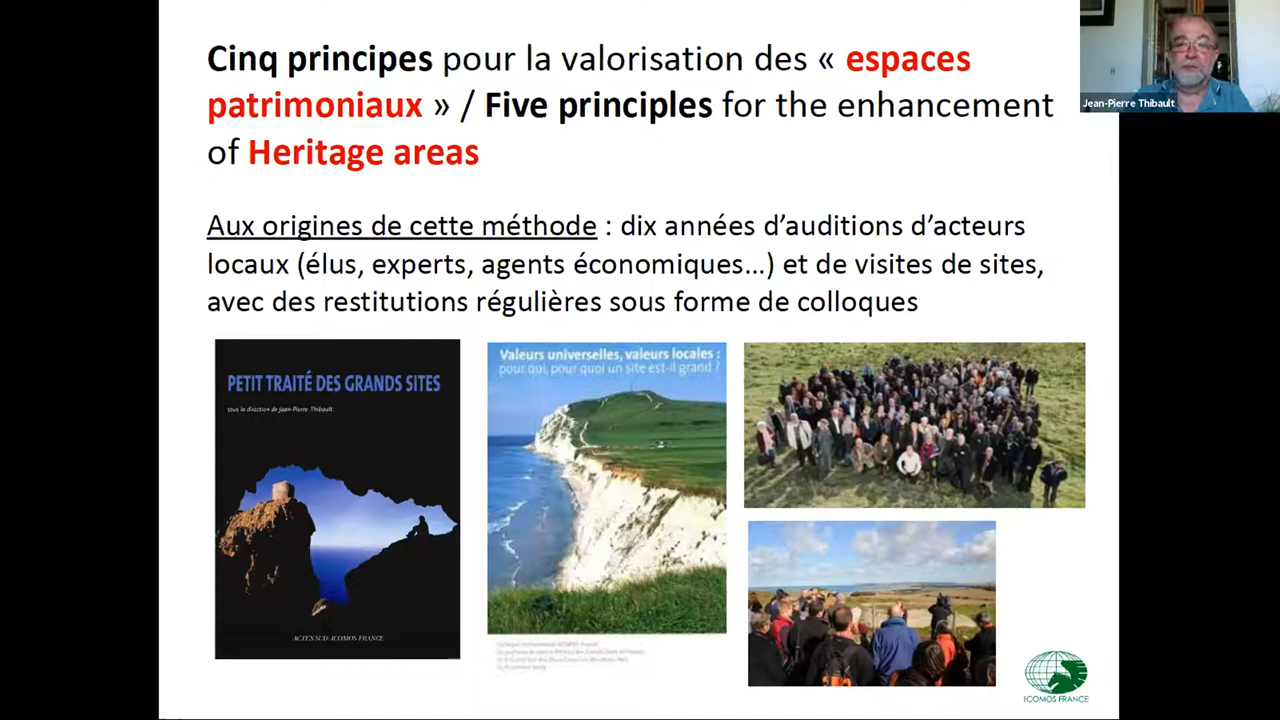 Cinq principes pour la valorisation des « espaces
patrimoniaux » / Five principles for the enhancement
of Heritage areas
Jean-Pierre Thibault
Aux origines de cette méthode : dix années d’auditions d’acteurs
locaux (élus, experts, agents économiques…) et de visites de sites,
avec des restitutions régulières sous forme de colloques
PETIT TRAITÉ DES GRANDS SITES
sous la direction de Jean-Pierre Thibault
ACTES SUD/ICOMOS FRANCE
Valeurs universelles, valeurs locales :
pour qui, pour quoi un site est-il grand ?
ICOMOS FRANCE